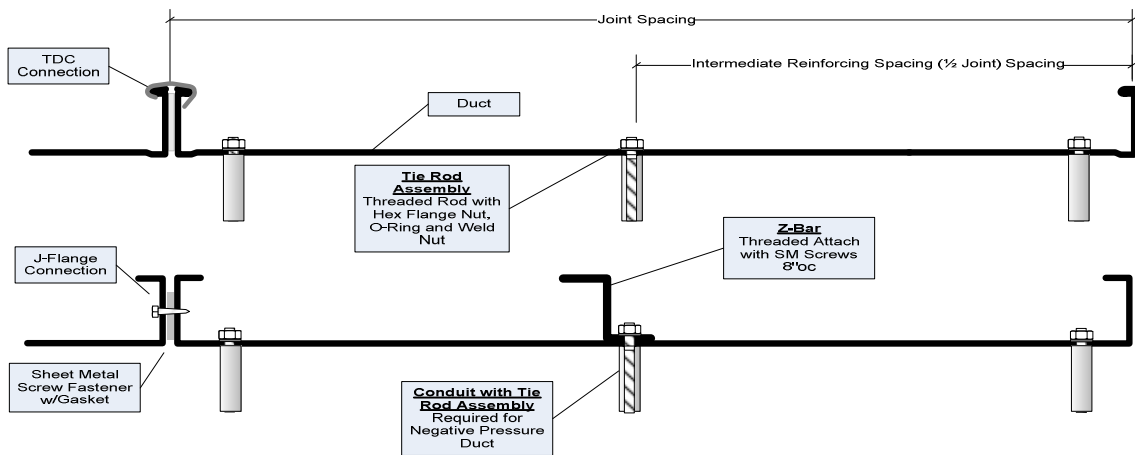 Joint Spacing
TDC
Connection
Intermediate Reinforcing Spacing (½ Joint) Spacing
Duct
Tie Rod
Assembly
Threaded Rod with
Hex Flange Nut,
O-Ring and Weld
Nut
Z-Bar
Threaded Attach
with SM Screws
8"oc
J-Flange
Connection
Sheet Metal
Screw Fastener
w/Gasket
Conduit with Tie
Rod Assembly
Required for
Negative Pressure
Duct